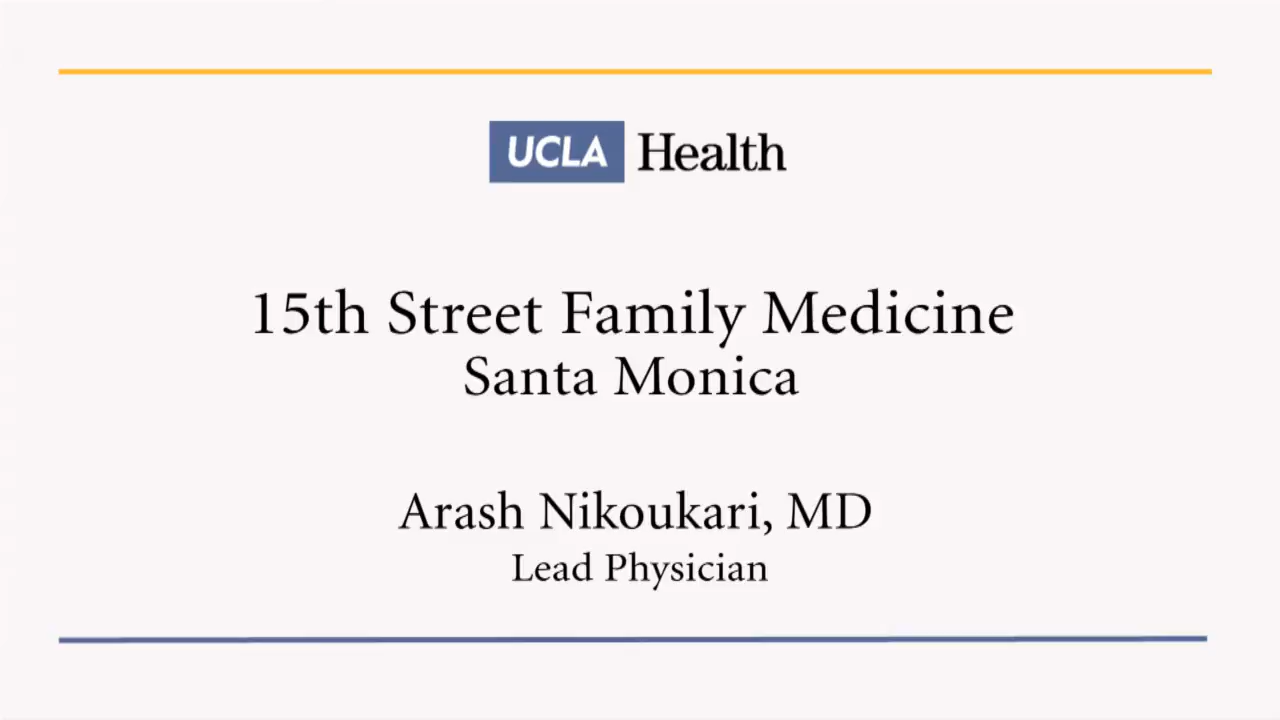 UCLA Health
15th Street Family Medicine
Santa Monica
Arash Nikoukari, MD
Lead Physician